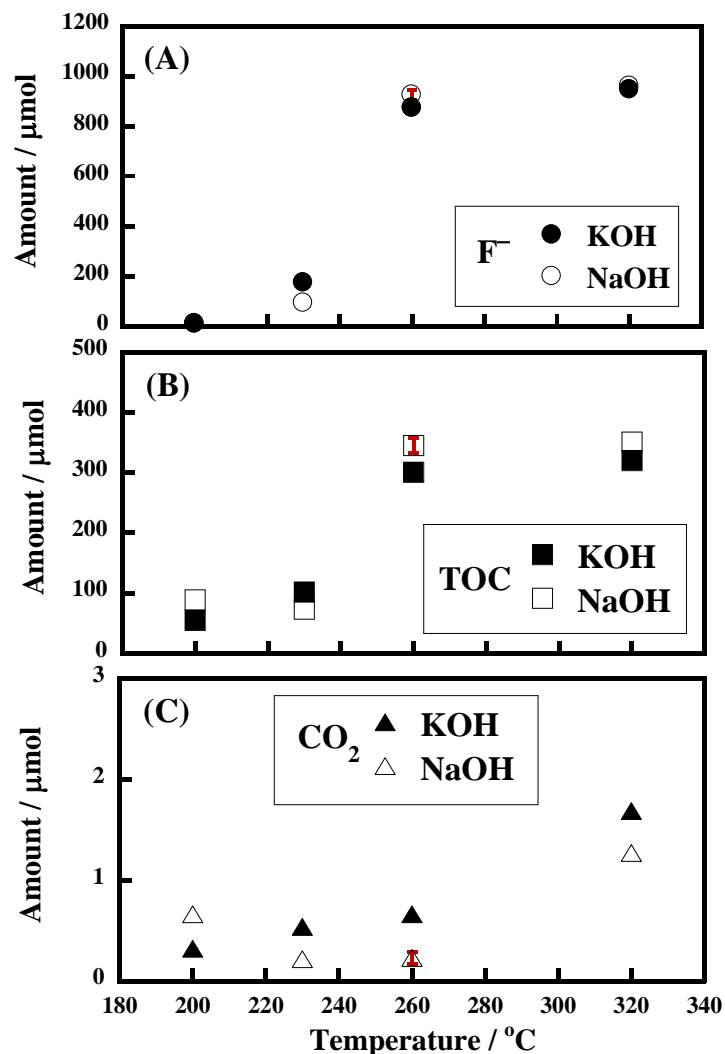 1200
(A)
1000
800
600
400
200
0
Amount / μmol
F⁻
KOH
NaOH
500
(B)
400
300
200
100
0
Amount / μmol
TOC
KOH
NaOH
3
(C)
2
1
0
Amount / μmol
CO₂
KOH
NaOH
180 200 220 240 260 280 300 320 340
Temperature / °C